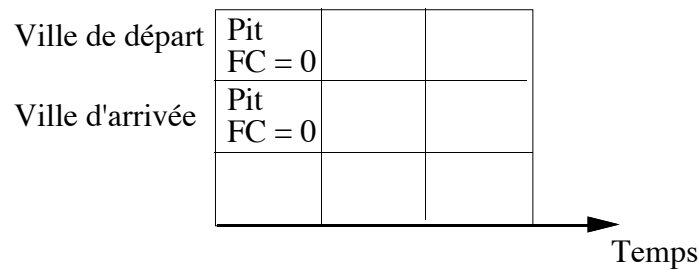 Ville de départ
Pit
FC = 0
Ville d'arrivée
Pit
FC = 0
Temps